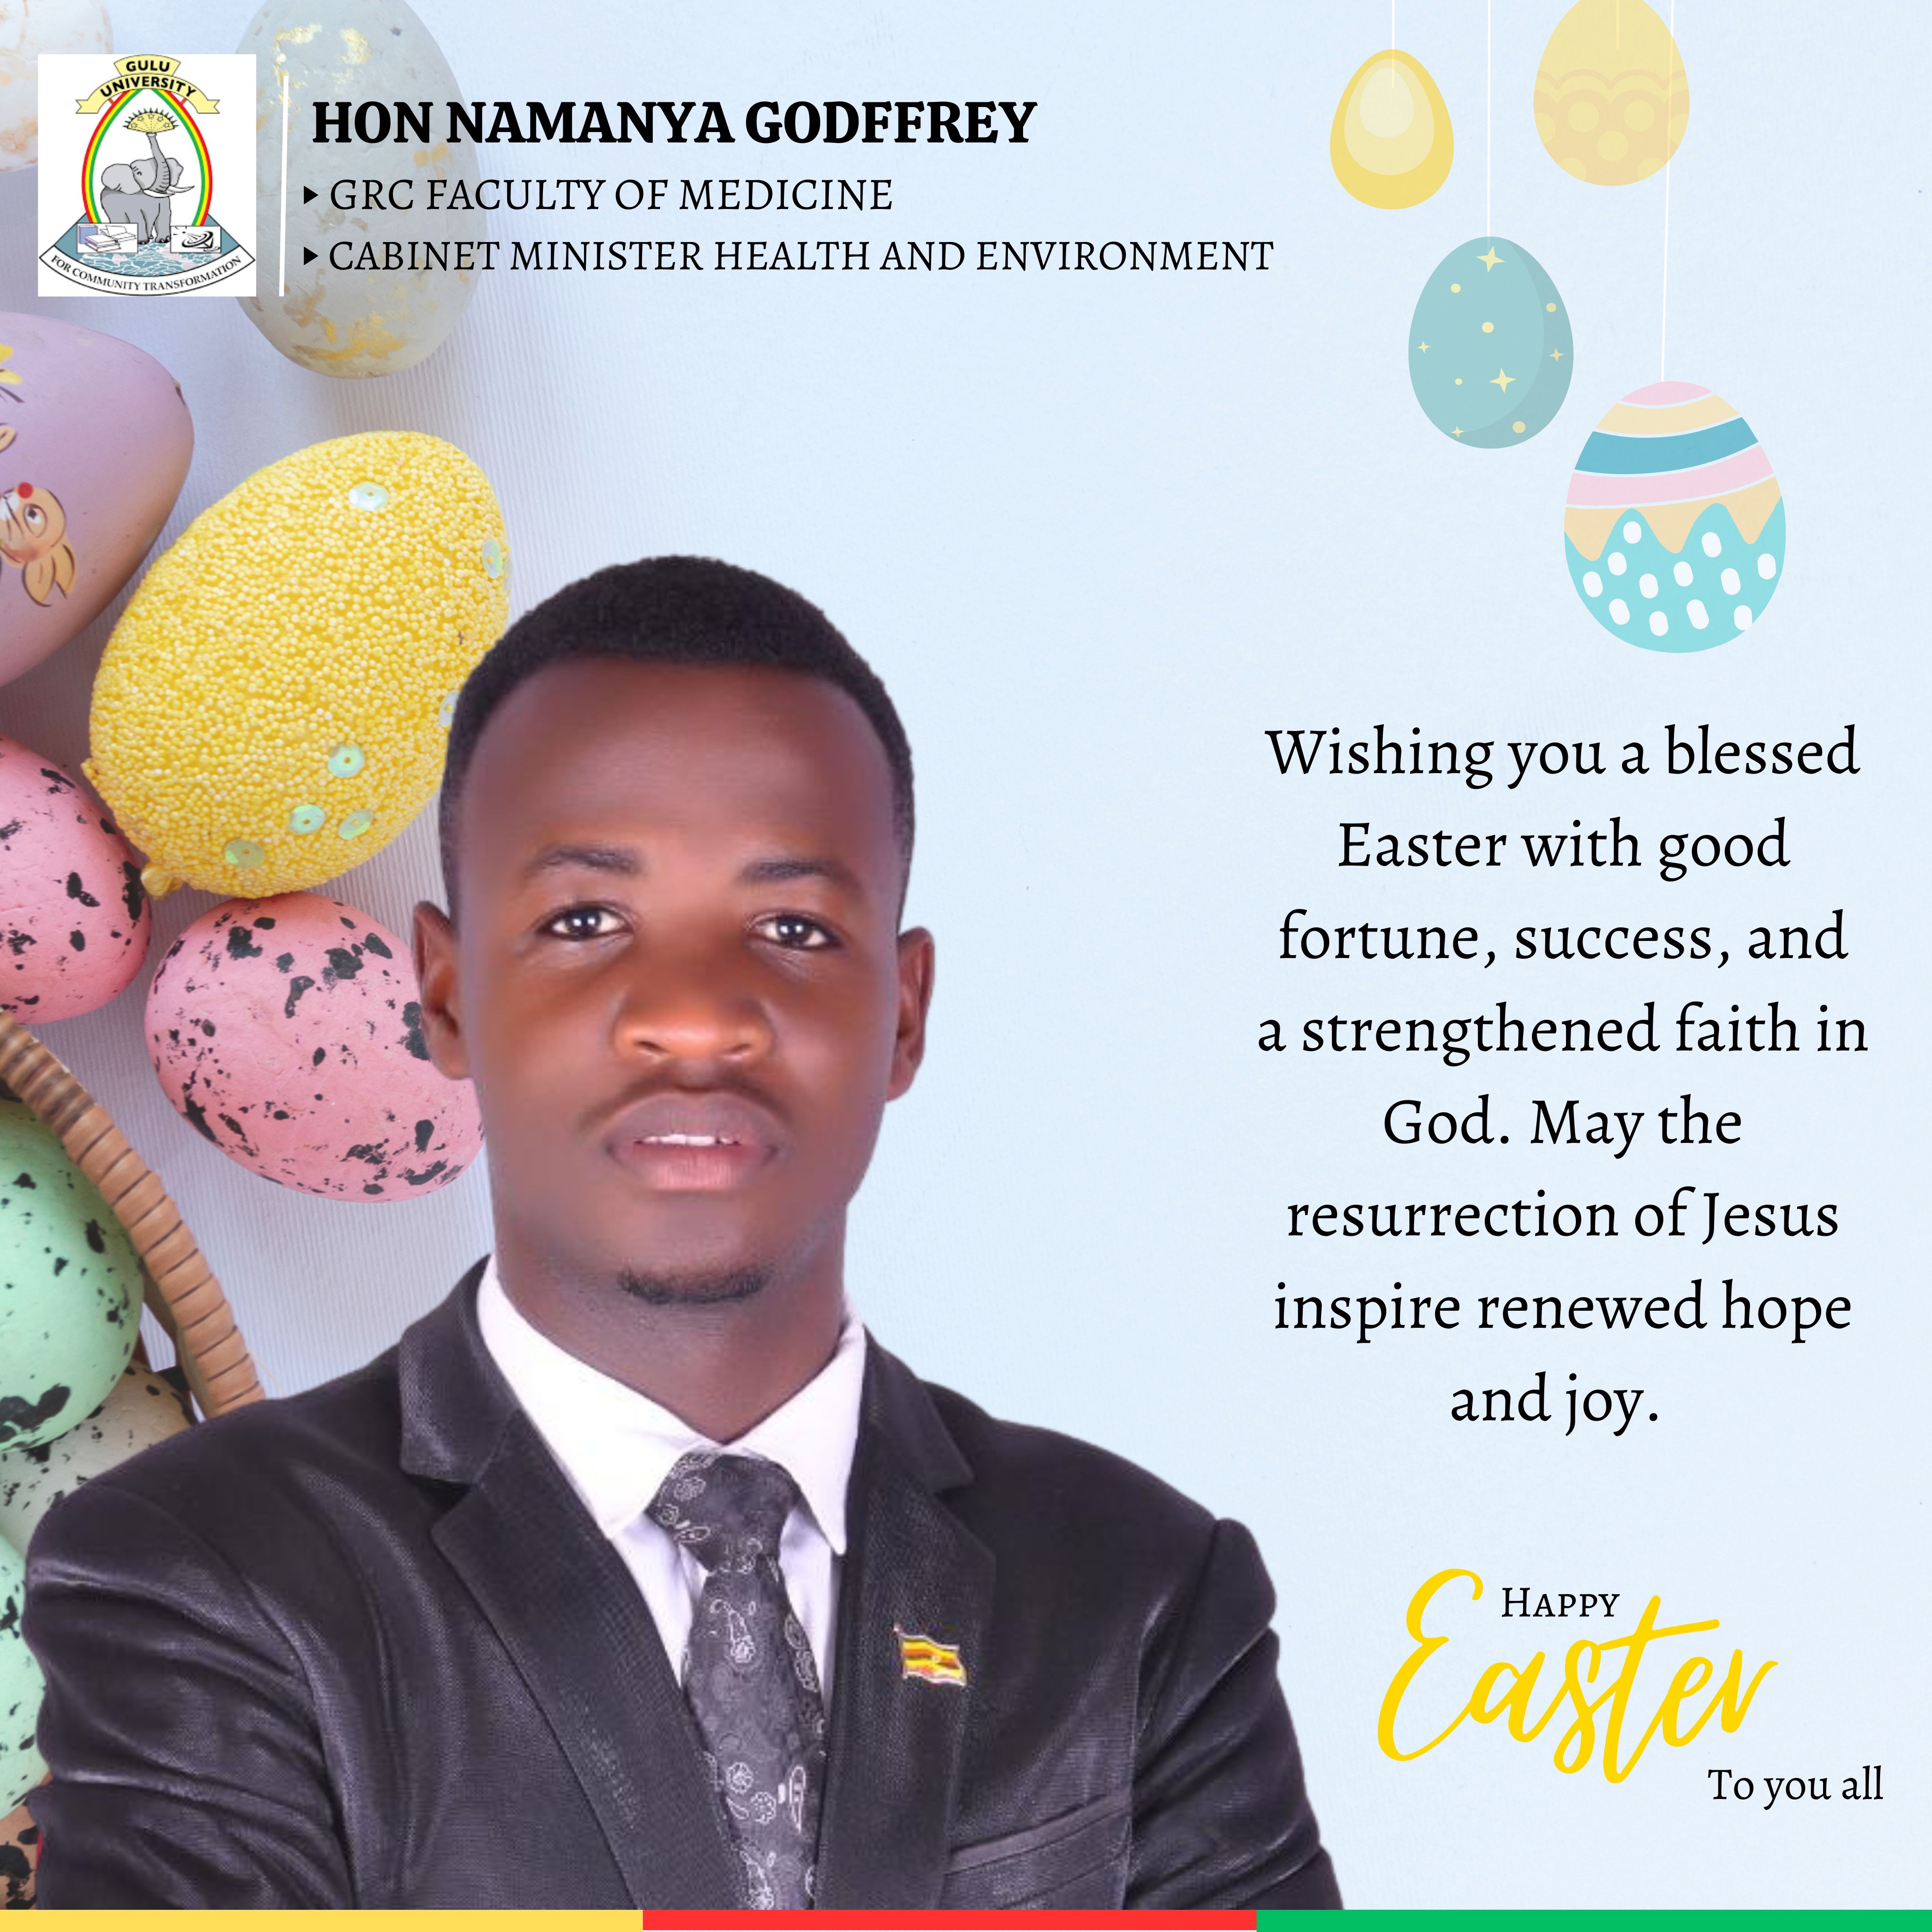 GULU
UNIVERSITY
FOR COMMUNITY TRANSFORMATION
HON NAMANYA GODFFREY
GRC FACULTY OF MEDICINE
CABINET MINISTER HEALTH AND ENVIRONMENT
Wishing you a blessed
Easter with good
fortune, success, and
a strengthened faith in
God. May the
resurrection of Jesus
inspire renewed hope
and joy.
HAPPY
Easter
To you all